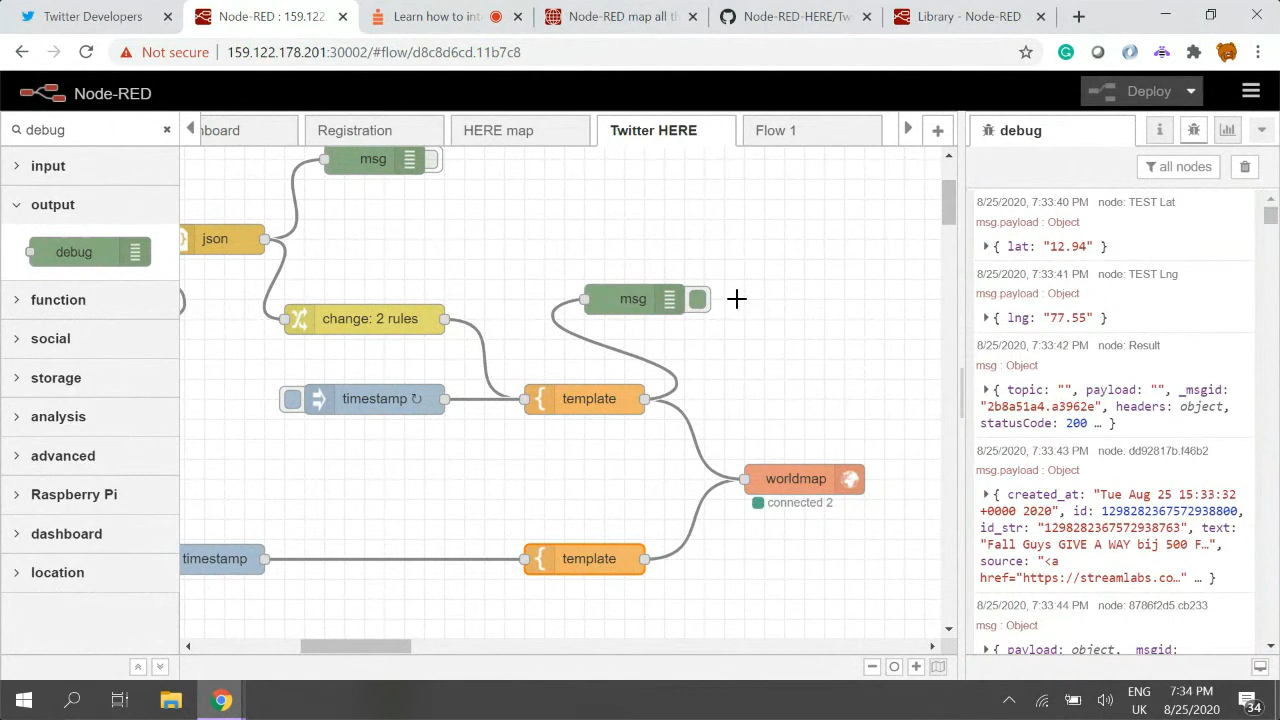 Twitter Developers
Node-RED : 159.122
Learn how to inte
Node-RED map all th
Node-RED-HERE/Tw
Library - Node-RED
Not secure
159.122.178.201:30002/#flow/d8c8d6cd.11b7c8
Node-RED
Deploy
debug
board
Registration
HERE map
Twitter HERE
Flow 1
debug
all nodes
input
output
debug
function
social
storage
analysis
advanced
Raspberry Pi
dashboard
location
msg
json
change: 2 rules
msg
timestamp ↻
template
worldmap
connected 2
timestamp
template
8/25/2020, 7:33:40 PM node: TEST Lat
msg.payload : Object
{ lat: "12.94" }
8/25/2020, 7:33:41 PM node: TEST Lng
msg.payload : Object
{ lng: "77.55" }
8/25/2020, 7:33:42 PM node: Result
msg : Object
{ topic: "", payload: "", _msgid:
"2b8a51a4.a3962e", headers: object,
statusCode: 200 … }
8/25/2020, 7:33:43 PM node: dd92817b.f46b2
msg.payload : Object
{ created_at: "Tue Aug 25 15:33:32
+0000 2020", id: 1298282367572938800,
id_str: "1298282367572938763", text:
"Fall Guys GIVE A WAY bij 500 F…",
source: "<a
href="https://streamlabs.co…" … }
8/25/2020, 7:33:44 PM node: 8786f2d5.cb233
msg : Object
{ payload: object, _msgid:
ENG
UK
7:34 PM
8/25/2020
34